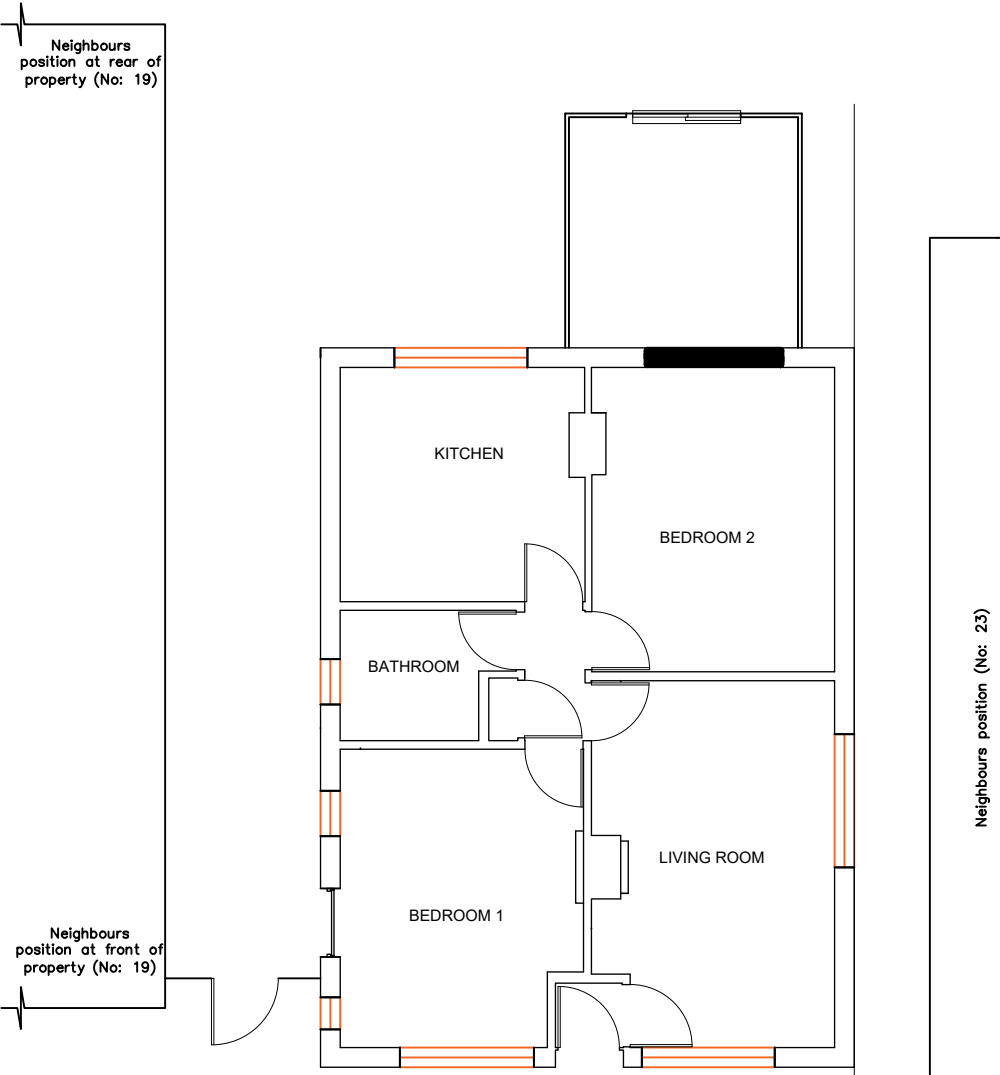 Neighbours
position at rear of
property (No: 19)
KITCHEN
BEDROOM 2
BATHROOM
Neighbours position (No: 23)
LIVING ROOM
BEDROOM 1
Neighbours
position at front of
property (No: 19)